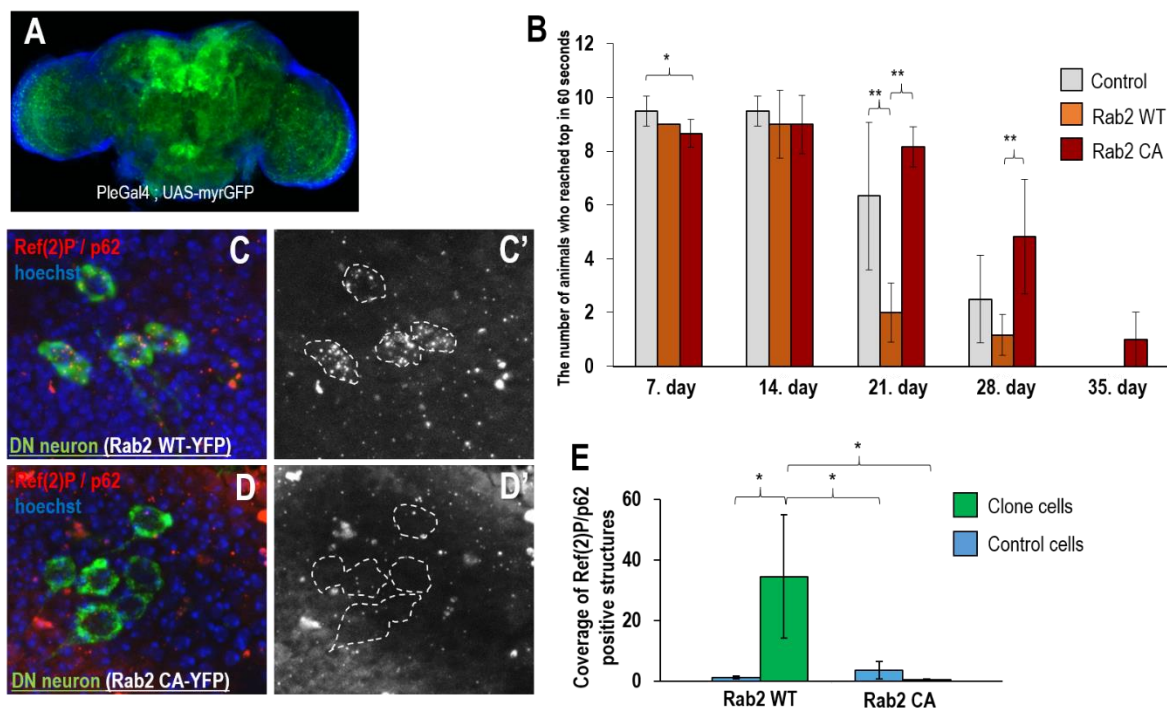 A
PleGal4 ; UAS-myrGFP
B
The number of animals who reached top in 60 seconds
12
10
8
6
4
2
0
*
**
**
**
7. day
14. day
21. day
28. day
35. day
Control
Rab2 WT
Rab2 CA
Ref(2)P / p62
hoechst
C
DN neuron (Rab2 WT-YFP)
C’
Ref(2)P / p62
hoechst
D
DN neuron (Rab2 CA-YFP)
D’
E
Coverage of Ref(2)P/p62
positive structures
60
40
20
0
*
*
*
Rab2 WT
Rab2 CA
Clone cells
Control cells